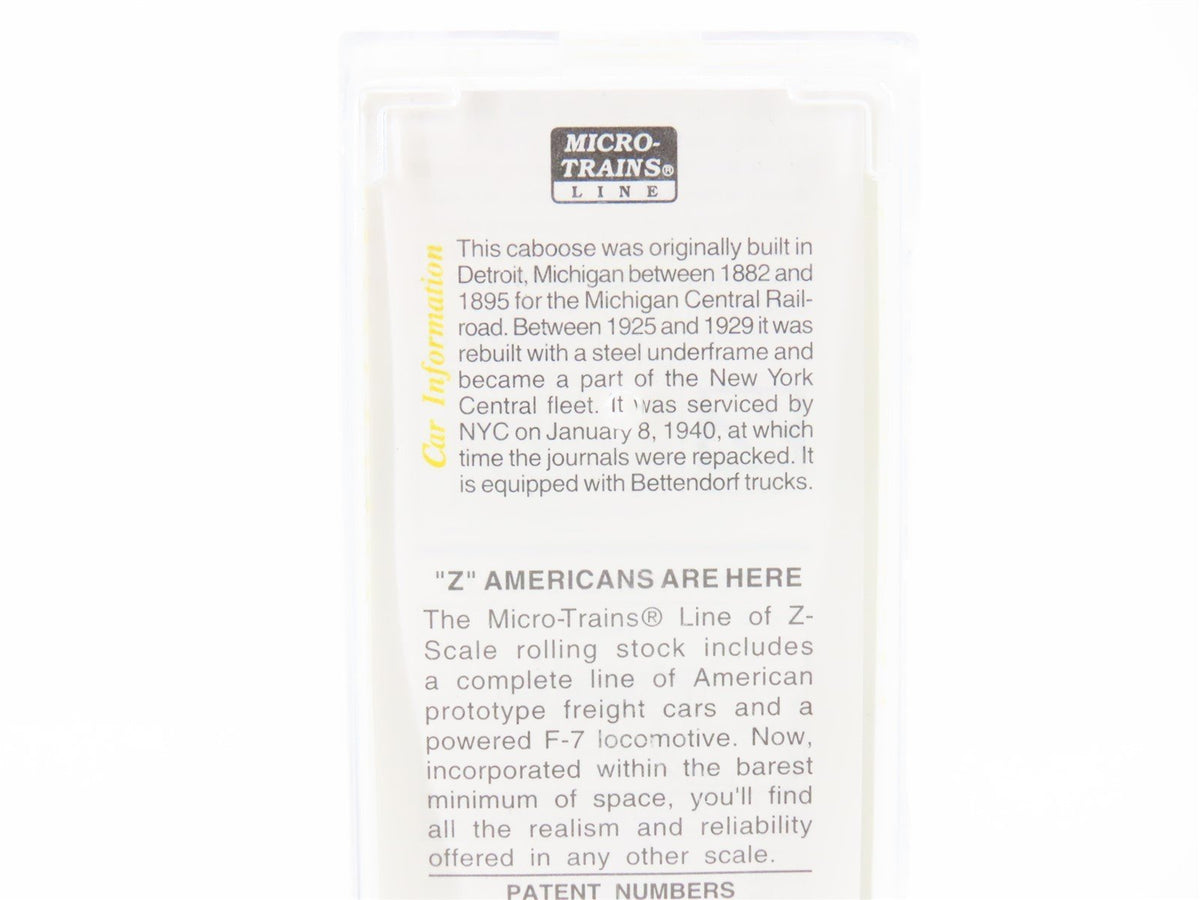 MICRO-
TRAINS®
LINE
Car Information
This caboose was originally built in
Detroit, Michigan between 1882 and
1895 for the Michigan Central Rail-
road. Between 1925 and 1929 it was
rebuilt with a steel underframe and
became a part of the New York
Central fleet. It was serviced by
NYC on January 8, 1940, at which
time the journals were repacked. It
is equipped with Bettendorf trucks.
"Z" AMERICANS ARE HERE
The Micro-Trains® Line of Z-
Scale rolling stock includes
a complete line of American
prototype freight cars and a
powered F-7 locomotive. Now,
incorporated within the barest
minimum of space, you'll find
all the realism and reliability
offered in any other scale.
PATENT NUMBERS